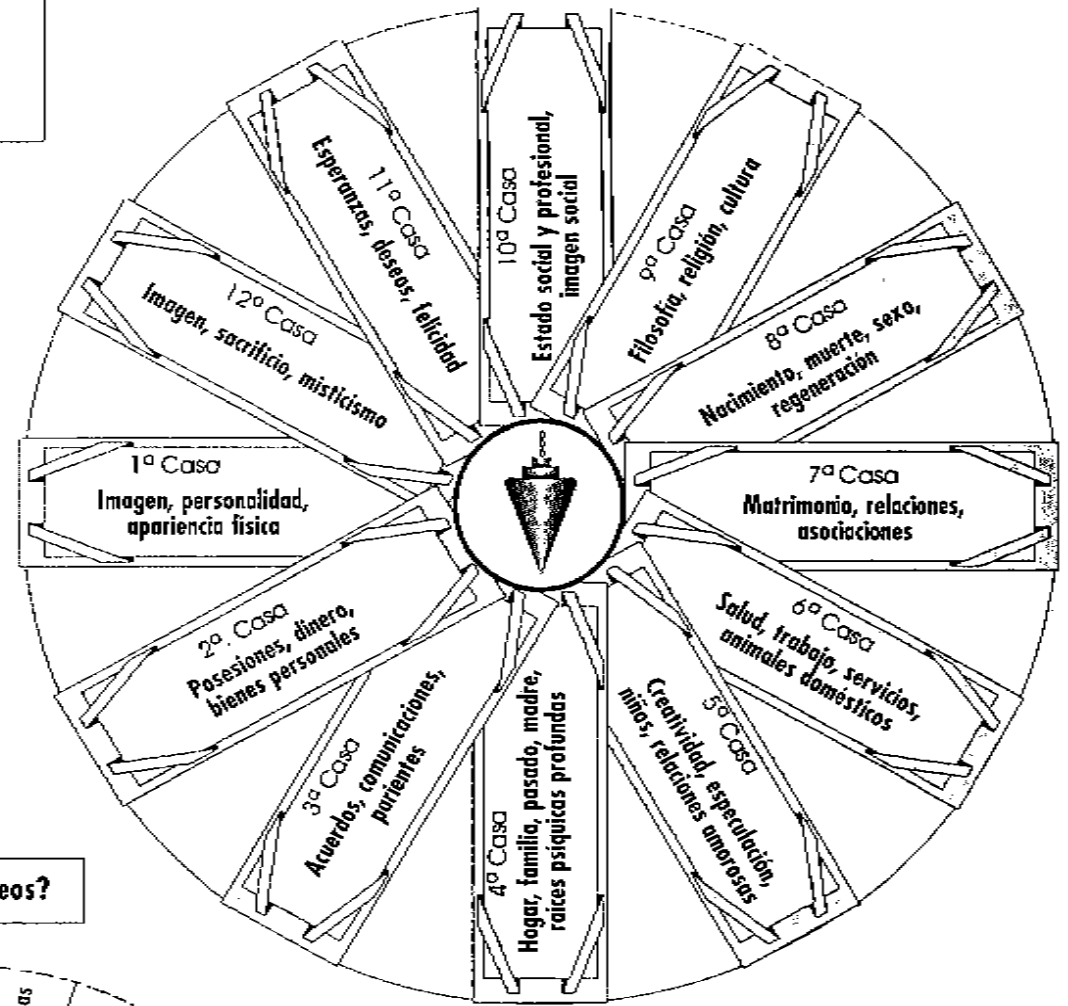 10ª Casa
Estado social y profesional,
imagen social
9ª Casa
Filosofía, religión, cultura
8ª Casa
Nacimiento, muerte, sexo,
regeneración
7ª Casa
Matrimonio, relaciones,
asociaciones
6ª Casa
Salud, trabajo, servicios,
animales domésticos
5ª Casa
Creatividad, especulación,
niños, relaciones amorosas
4ª Casa
Hogar, familia, pasado, madre,
raíces psíquicas profundas
3ª Casa
Acuerdos, comunicaciones,
parientes
2ª. Casa
Posesiones, dinero,
bienes personales
1ª Casa
Imagen, personalidad,
apariencia física
12ª Casa
Imagen, sacrificio, misticismo
11ª Casa
Esperanzas, deseos, felicidad
eos?
as